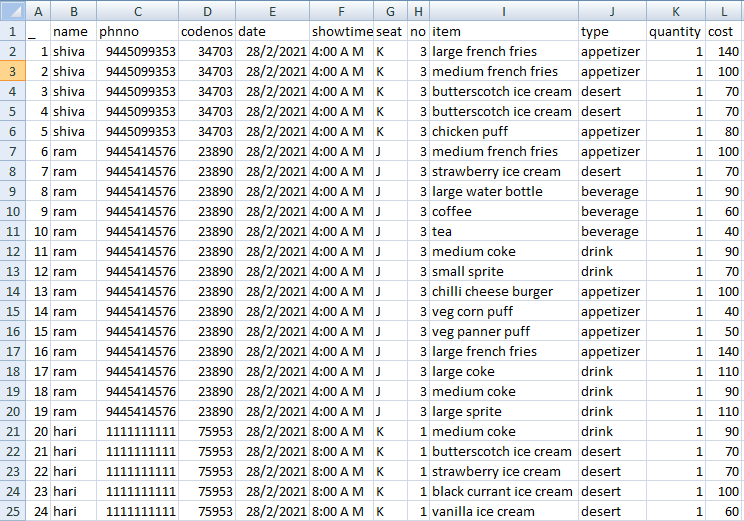 A B C D E F G H I J K L
1 _ name phnno codenos date showtime seat no item type quantity cost
2 1 shiva 9445099353 34703 28/2/2021 4:00 A M K 3 large french fries appetizer 1 140
3 2 shiva 9445099353 34703 28/2/2021 4:00 A M K 3 medium french fries appetizer 1 100
4 3 shiva 9445099353 34703 28/2/2021 4:00 A M K 3 butterscotch ice cream desert 1 70
5 4 shiva 9445099353 34703 28/2/2021 4:00 A M K 3 butterscotch ice cream desert 1 70
6 5 shiva 9445099353 34703 28/2/2021 4:00 A M K 3 chicken puff appetizer 1 80
7 6 ram 9445414576 23890 28/2/2021 4:00 A M J 3 medium french fries appetizer 1 100
8 7 ram 9445414576 23890 28/2/2021 4:00 A M J 3 strawberry ice cream desert 1 70
9 8 ram 9445414576 23890 28/2/2021 4:00 A M J 3 large water bottle beverage 1 90
10 9 ram 9445414576 23890 28/2/2021 4:00 A M J 3 coffee beverage 1 60
11 10 ram 9445414576 23890 28/2/2021 4:00 A M J 3 tea beverage 1 40
12 11 ram 9445414576 23890 28/2/2021 4:00 A M J 3 medium coke drink 1 90
13 12 ram 9445414576 23890 28/2/2021 4:00 A M J 3 small sprite drink 1 70
14 13 ram 9445414576 23890 28/2/2021 4:00 A M J 3 chilli cheese burger appetizer 1 100
15 14 ram 9445414576 23890 28/2/2021 4:00 A M J 3 veg corn puff appetizer 1 40
16 15 ram 9445414576 23890 28/2/2021 4:00 A M J 3 veg panner puff appetizer 1 50
17 16 ram 9445414576 23890 28/2/2021 4:00 A M J 3 large french fries appetizer 1 140
18 17 ram 9445414576 23890 28/2/2021 4:00 A M J 3 large coke drink 1 110
19 18 ram 9445414576 23890 28/2/2021 4:00 A M J 3 medium coke drink 1 90
20 19 ram 9445414576 23890 28/2/2021 4:00 A M J 3 large sprite drink 1 110
21 20 hari 1111111111 75953 28/2/2021 8:00 A M K 1 medium coke drink 1 90
22 21 hari 1111111111 75953 28/2/2021 8:00 A M K 1 butterscotch ice cream desert 1 70
23 22 hari 1111111111 75953 28/2/2021 8:00 A M K 1 strawberry ice cream desert 1 70
24 23 hari 1111111111 75953 28/2/2021 8:00 A M K 1 black currant ice cream desert 1 100
25 24 hari 1111111111 75953 28/2/2021 8:00 A M K 1 vanilla ice cream desert 1 60